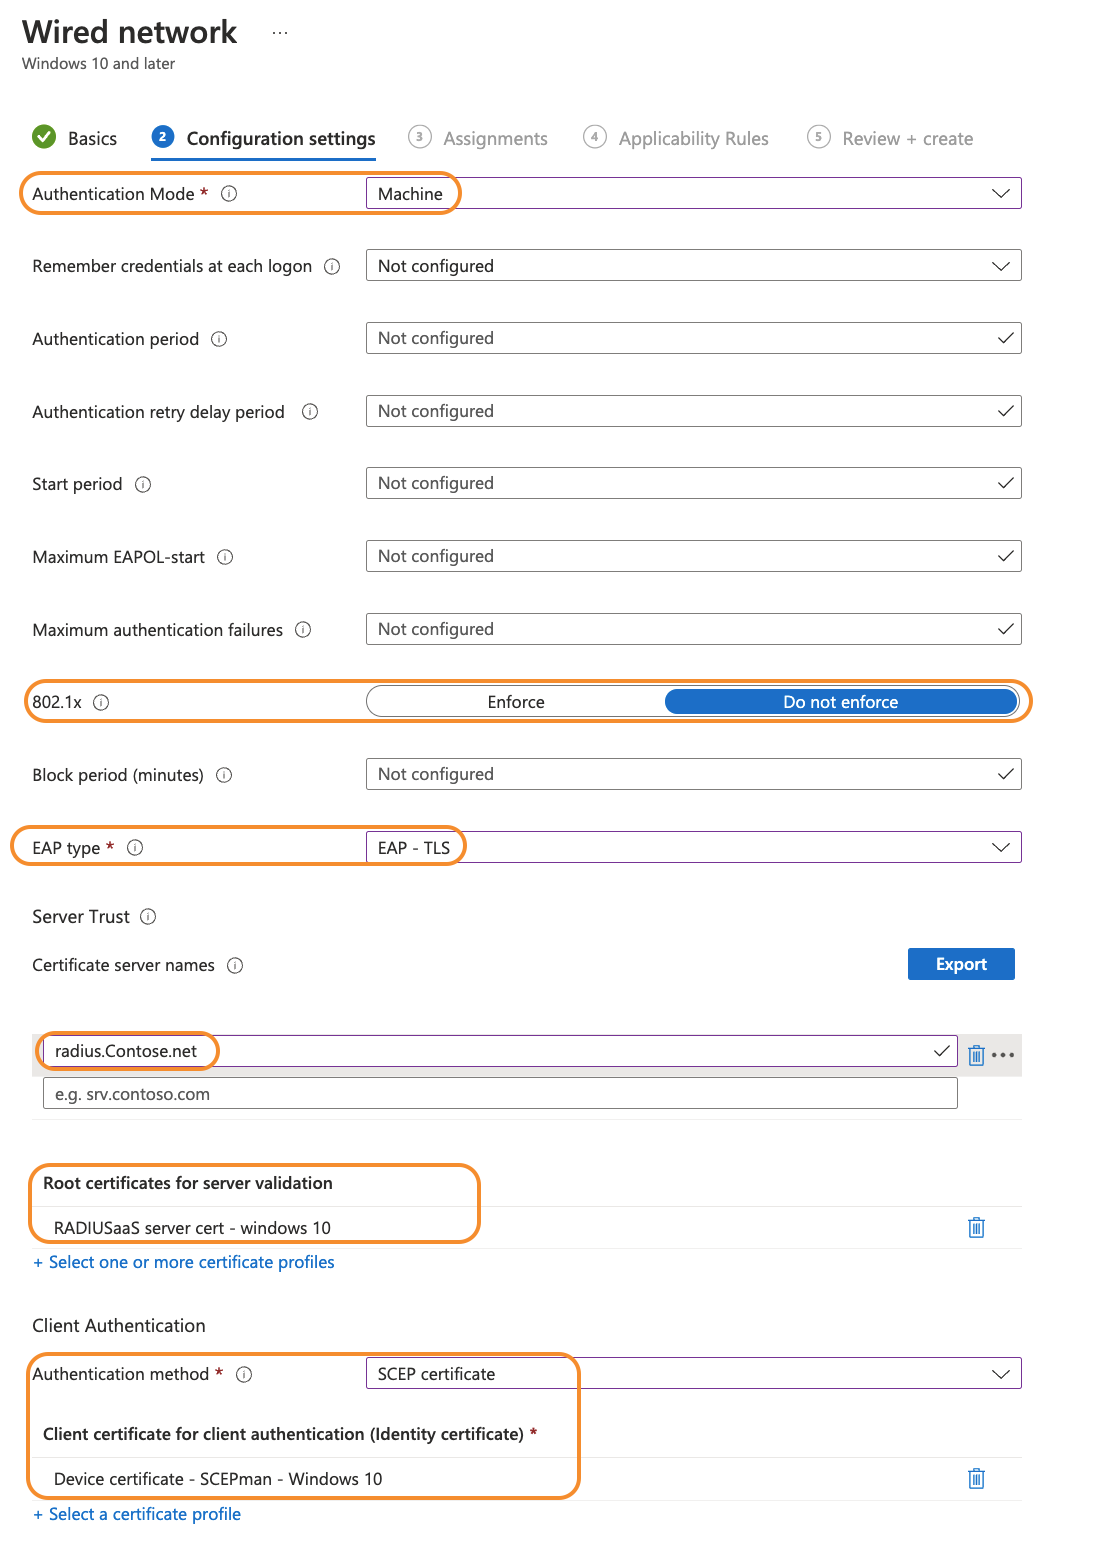 Wired network ...
Windows 10 and later
Basics 2 Configuration settings 3 Assignments 4 Applicability Rules 5 Review + create
Authentication Mode * Machine
Remember credentials at each logon Not configured
Authentication period Not configured
Authentication retry delay period Not configured
Start period Not configured
Maximum EAPOL-start Not configured
Maximum authentication failures Not configured
802.1x Enforce Do not enforce
Block period (minutes) Not configured
EAP type * EAP - TLS
Server Trust
Certificate server names Export
radius.Contose.net
e.g. srv.contoso.com
Root certificates for server validation
RADIUSaaS server cert - windows 10
+ Select one or more certificate profiles
Client Authentication
Authentication method * SCEP certificate
Client certificate for client authentication (Identity certificate) *
Device certificate - SCEPman - Windows 10
+ Select a certificate profile